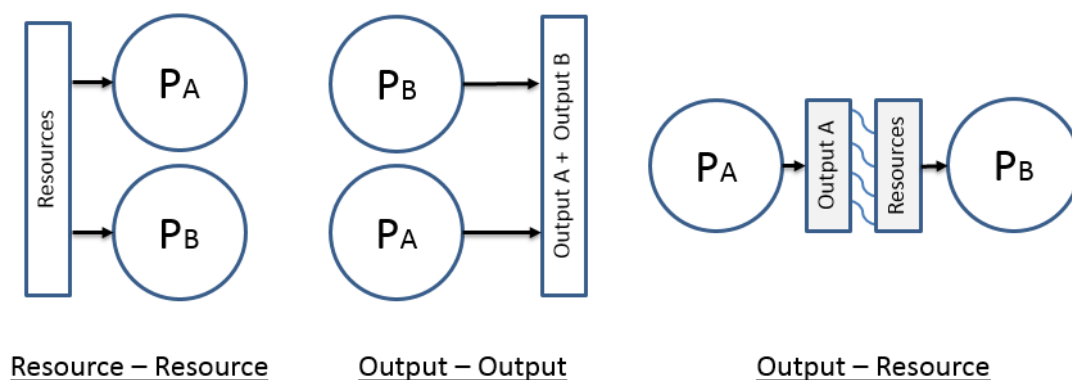 Resources
PA
PB
Resource – Resource
PB
PA
Output A + Output B
Output – Output
PA
Output A
Resources
PB
Output – Resource